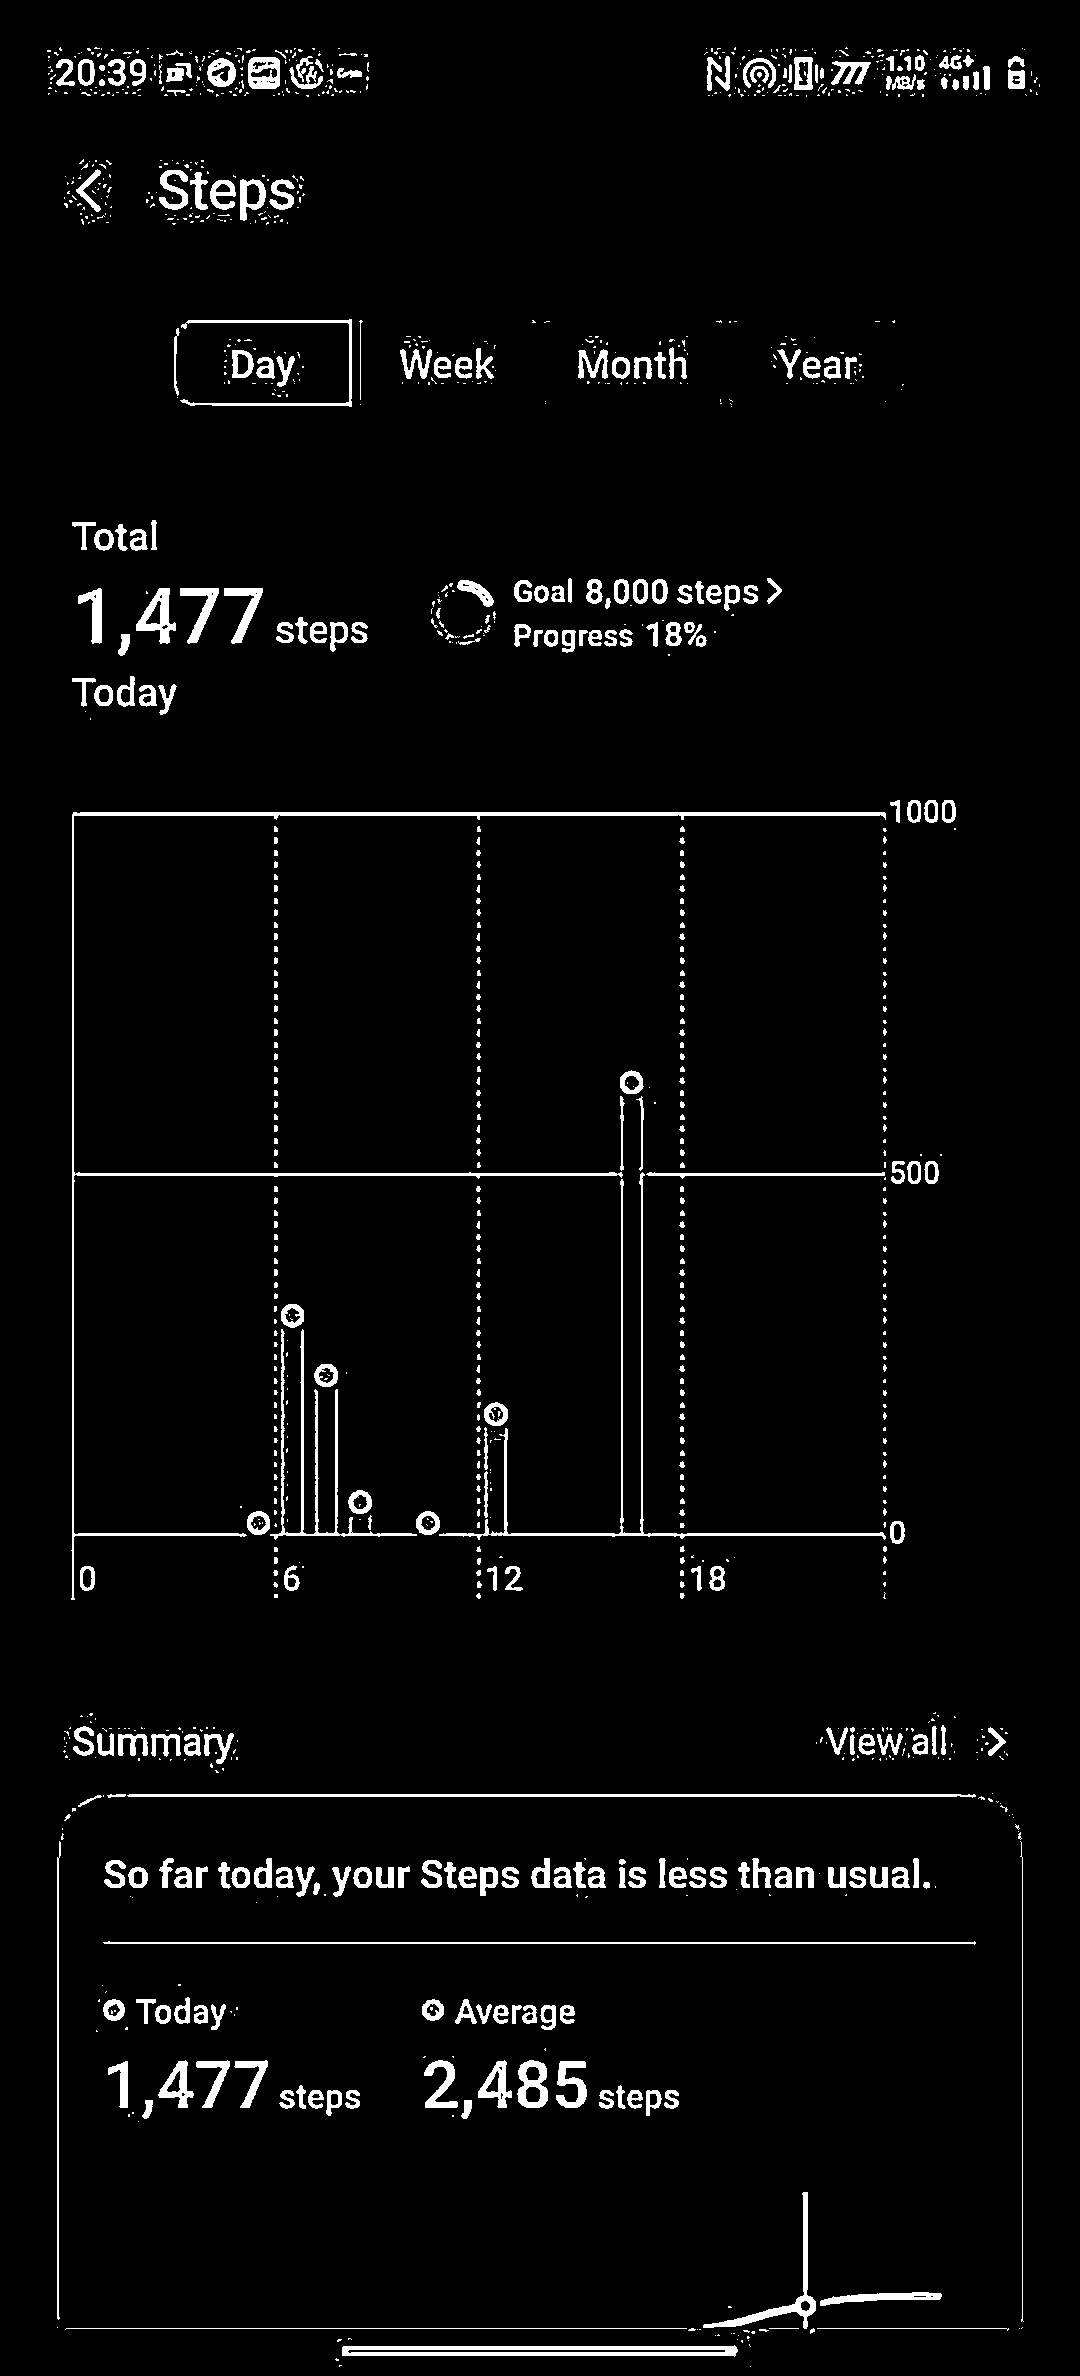 20:39 1.10 MB/s 4G+
Steps
Day Week Month Year
Total
1,477 steps
Goal 8,000 steps
Progress 18%
Today
1000
500
0
0 6 12 18
Summary View all
So far today, your Steps data is less than usual.
Today Average
1,477 steps 2,485 steps